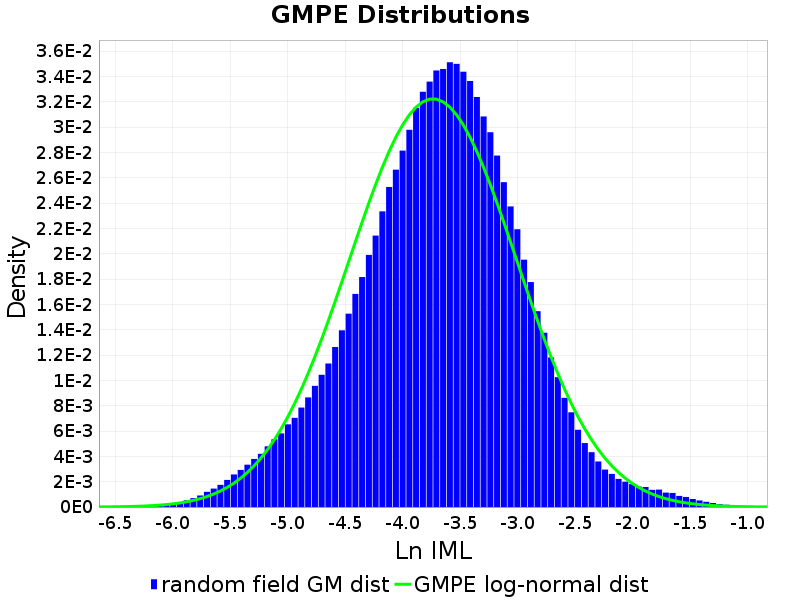 GMPE Distributions
3.6E-2
3.4E-2
3.2E-2
3E-2
2.8E-2
2.6E-2
2.4E-2
2.2E-2
2E-2
1.8E-2
1.6E-2
1.4E-2
1.2E-2
1E-2
8E-3
6E-3
4E-3
2E-3
0E0
Density
-6.5 -6.0 -5.5 -5.0 -4.5 -4.0 -3.5 -3.0 -2.5 -2.0 -1.5 -1.0
Ln IML
random field GM dist GMPE log-normal dist